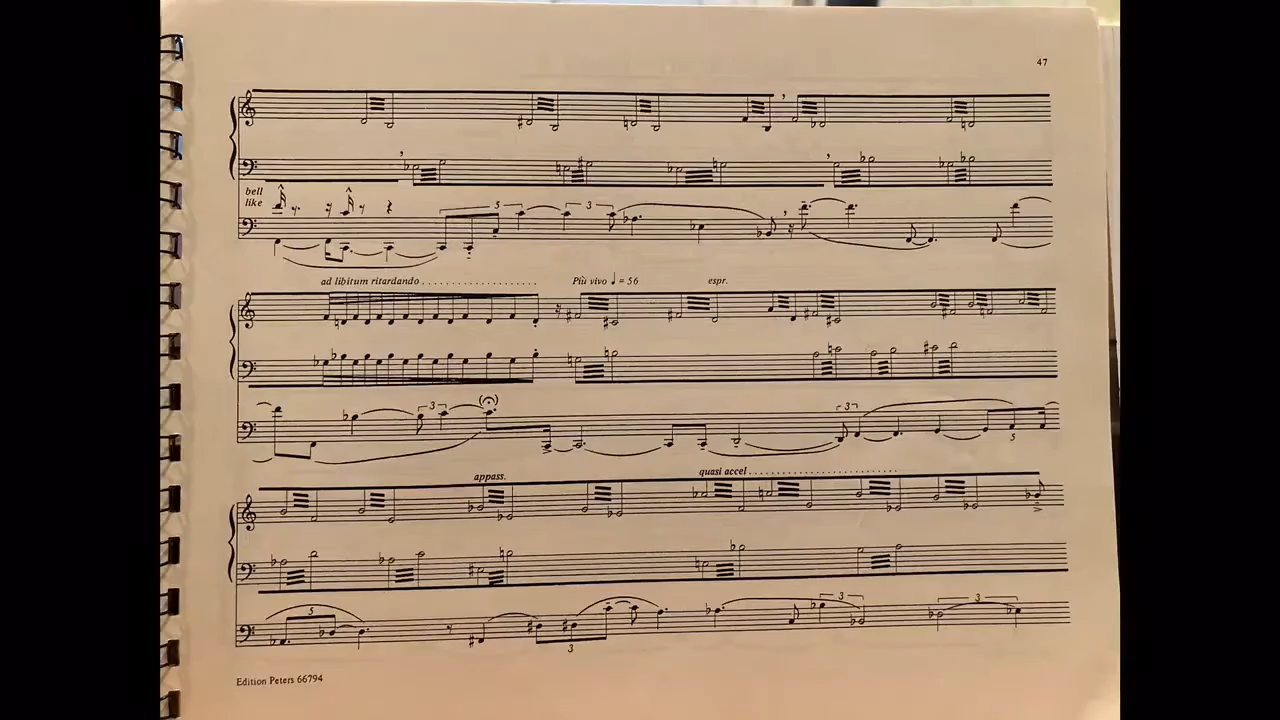 47
bell
like
5
3
ad libitum ritardando . . . . . . . . . . . . . . . . . . .
Più vivo ♩ = 56
espr.
3
3
5
appass.
quasi accel . . . . . . . . . . . . . . . . . . . . . . . .
5
3
3
3
Edition Peters 66794